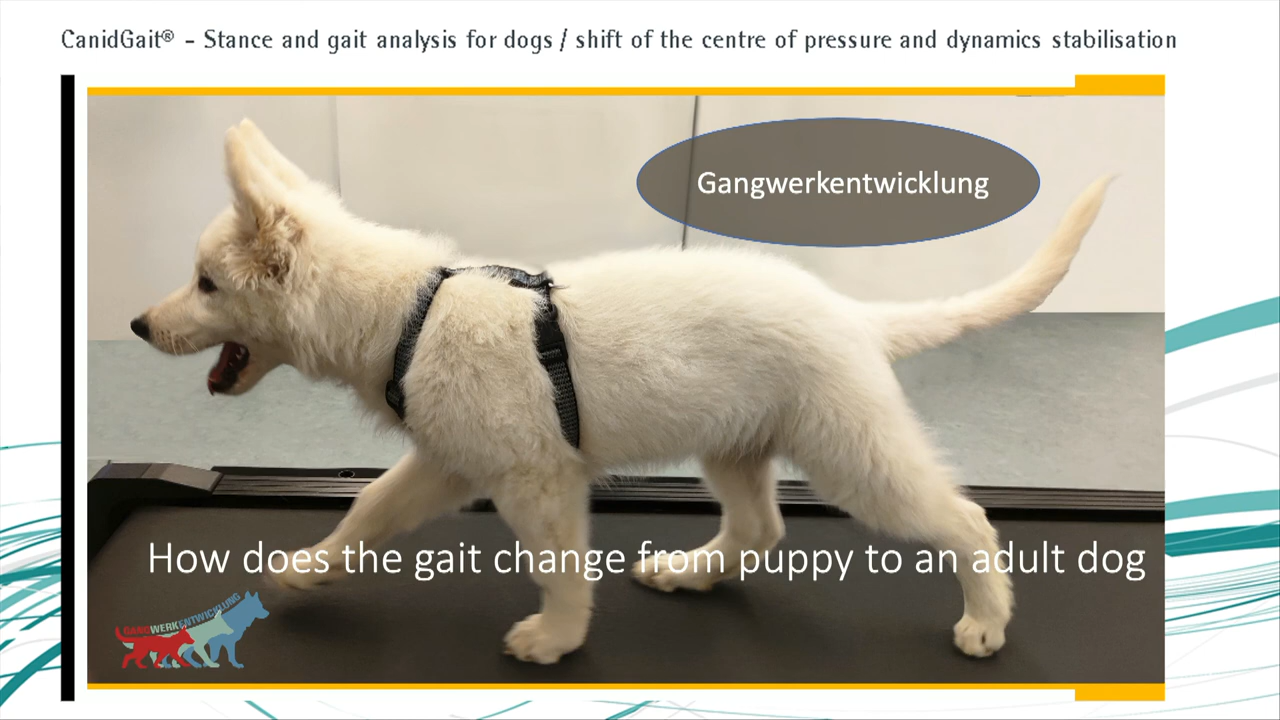 CanidGait® - Stance and gait analysis for dogs / shift of the centre of pressure and dynamics stabilisation
Gangwerkentwicklung
How does the gait change from puppy to an adult dog
GANGWERKENTWICKLUNG